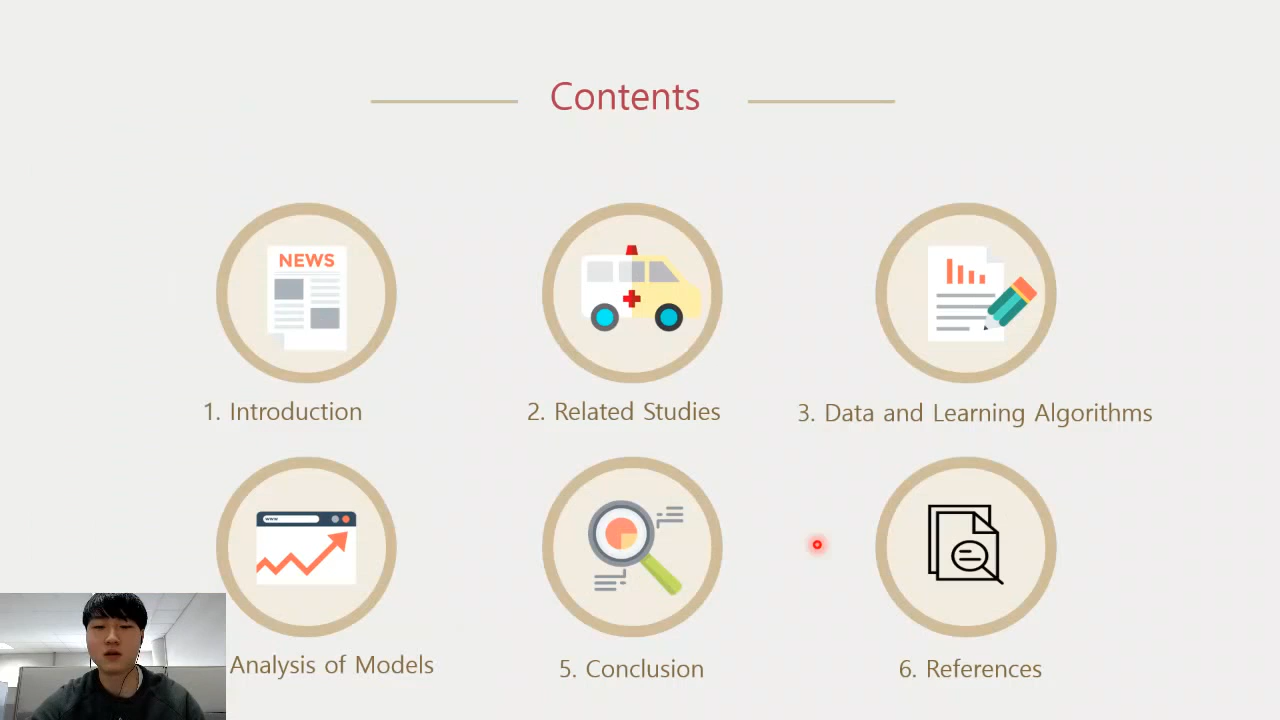 Contents
NEWS
1. Introduction
2. Related Studies
3. Data and Learning Algorithms
www
Analysis of Models
5. Conclusion
6. References